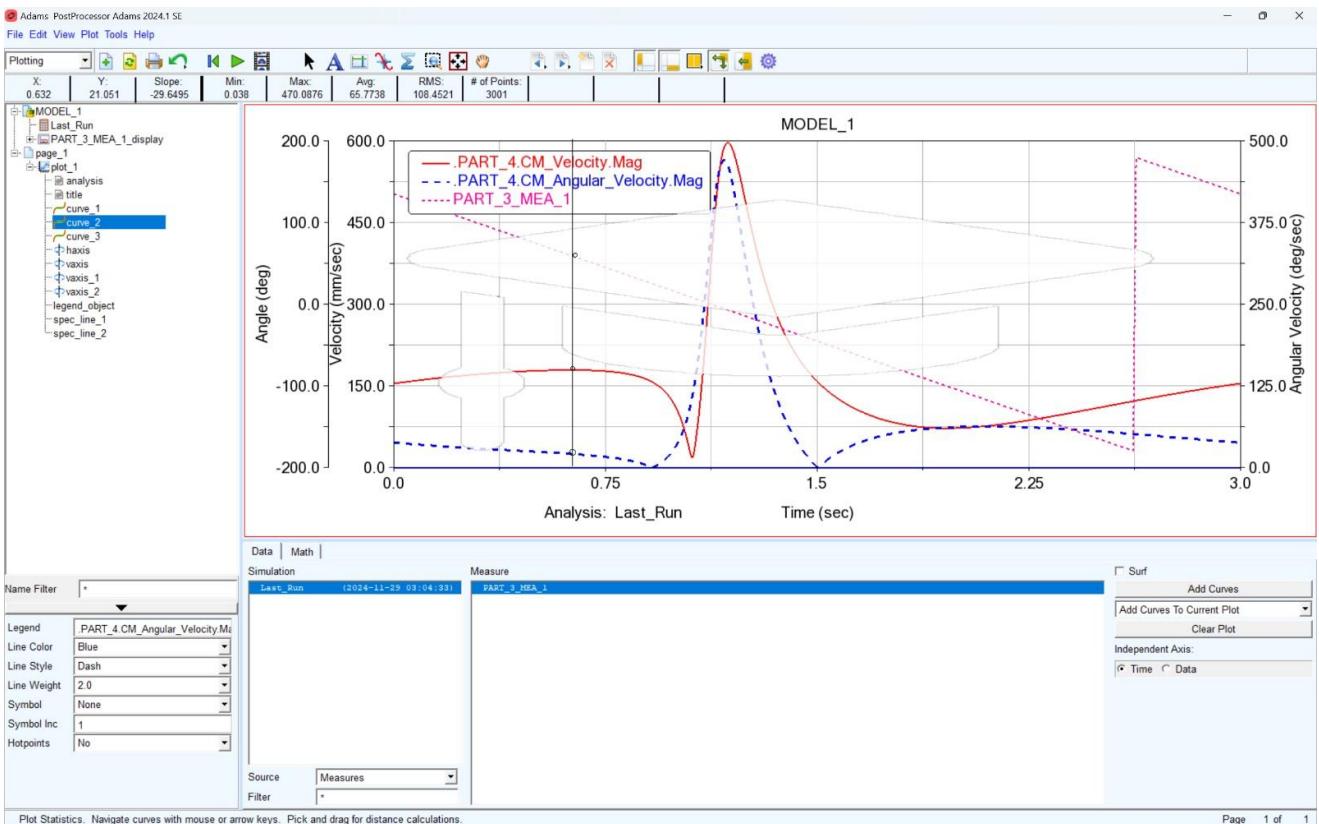 Adams PostProcessor Adams 2024.1 SE
File Edit View Plot Tools Help
Plotting
X: Y: Slope: Min: Max: Avg: RMS: # of Points:
0.632 21.051 -29.6495 0.038 470.0876 65.7738 108.4521 3001
MODEL_1
Last_Run
PART_3_MEA_1_display
page_1
plot_1
analysis
title
curve_1
curve_2
curve_3
haxis
vaxis
vaxis_1
vaxis_2
legend_object
spec_line_1
spec_line_2
MODEL_1
.PART_4.CM_Velocity.Mag
.PART_4.CM_Angular_Velocity.Mag
PART_3_MEA_1
200.0 600.0 500.0
100.0 450.0 375.0
0.0 300.0 250.0
-100.0 150.0 125.0
-200.0 0.0 0.0
Angle (deg)
Velocity (mm/sec)
Angular Velocity (deg/sec)
0.0 0.75 1.5 2.25 3.0
Analysis: Last_Run Time (sec)
Name Filter *
Legend .PART_4.CM_Angular_Velocity.Ma
Line Color Blue
Line Style Dash
Line Weight 2.0
Symbol None
Symbol Inc 1
Hotpoints No
Data Math
Simulation Measure
Last_Run (2024-11-29 03:04:33) PART_3_MEA_1
Surf
Add Curves
Add Curves To Current Plot
Clear Plot
Independent Axis:
Time Data
Source Measures
Filter *
Plot Statistics. Navigate curves with mouse or arrow keys. Pick and drag for distance calculations. Page 1 of 1